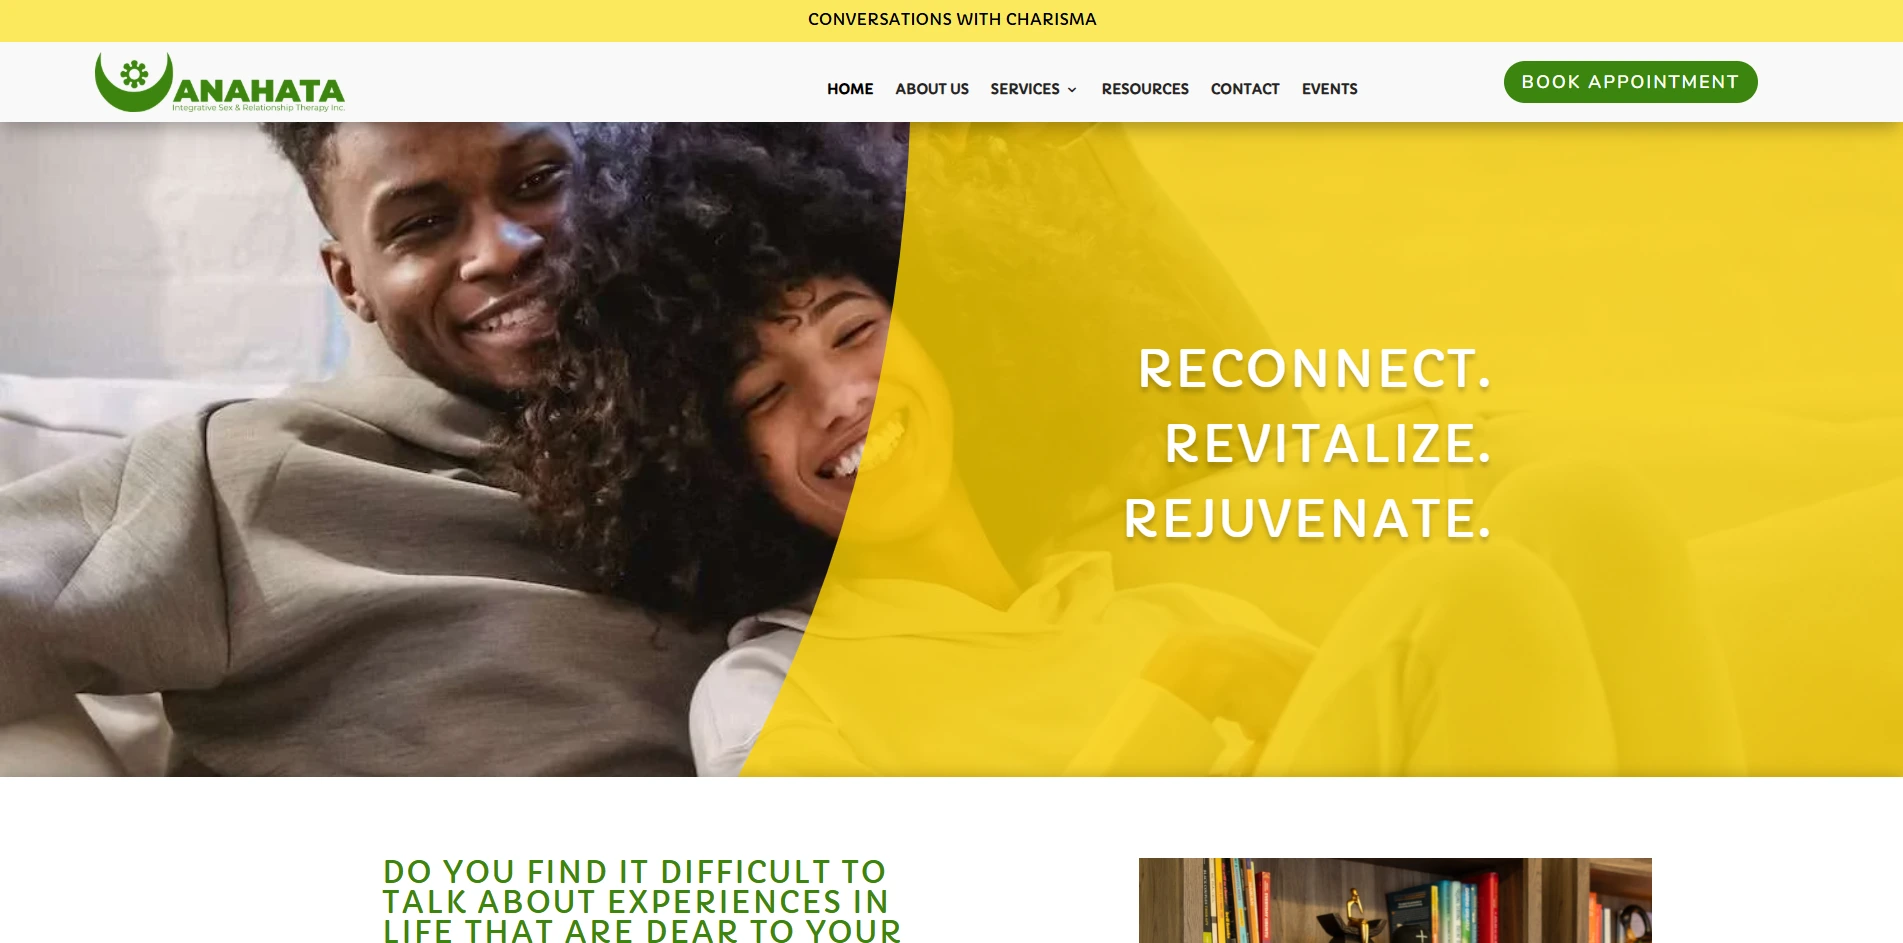 CONVERSATIONS WITH CHARISMA
ANAHATA
Integrative Sex & Relationship Therapy Inc.
HOME ABOUT US SERVICES RESOURCES CONTACT EVENTS
BOOK APPOINTMENT
RECONNECT.
REVITALIZE.
REJUVENATE.
DO YOU FIND IT DIFFICULT TO
TALK ABOUT EXPERIENCES IN
LIFE THAT ARE DEAR TO YOUR